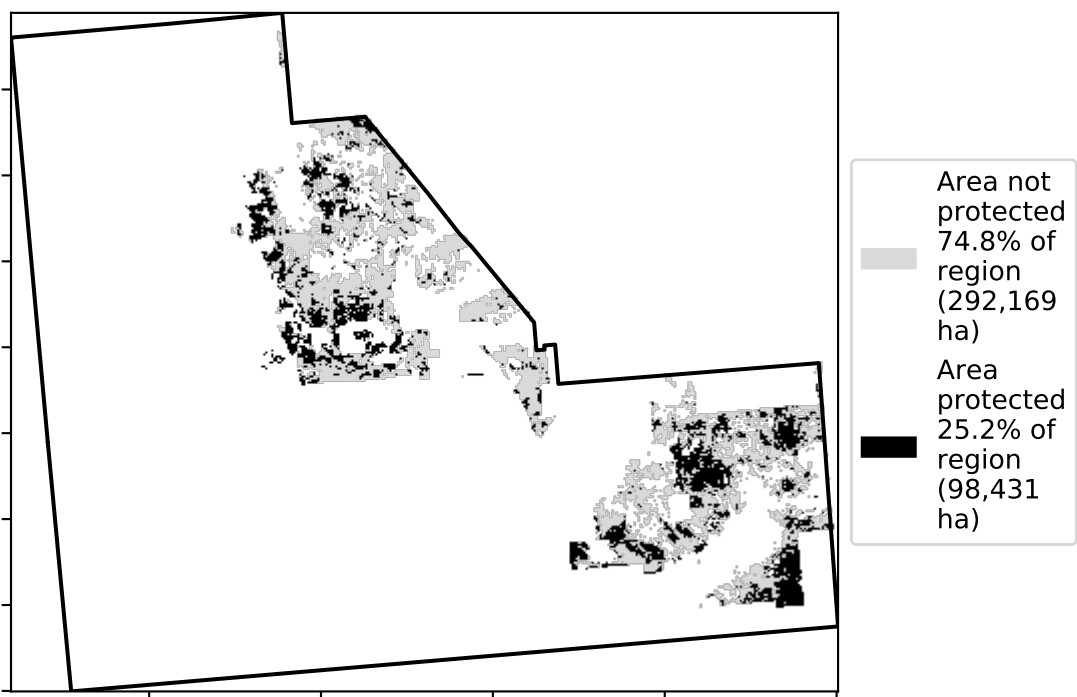 Area not
protected
74.8% of
region
(292,169
ha)
Area
protected
25.2% of
region
(98,431
ha)